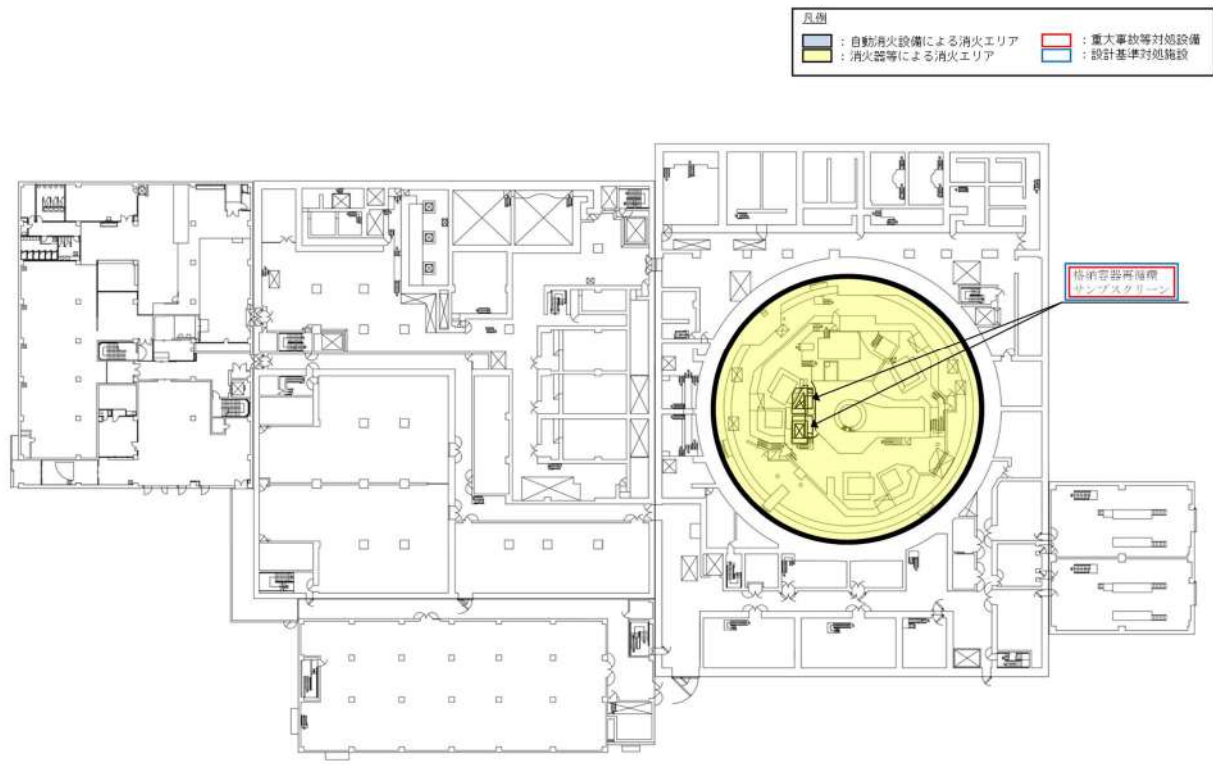 凡例
：自動消火設備による消火エリア
：重大事故等対処設備
：消火器等による消火エリア
：設計基準対処施設
格納容器再循環
サンプスクリーン